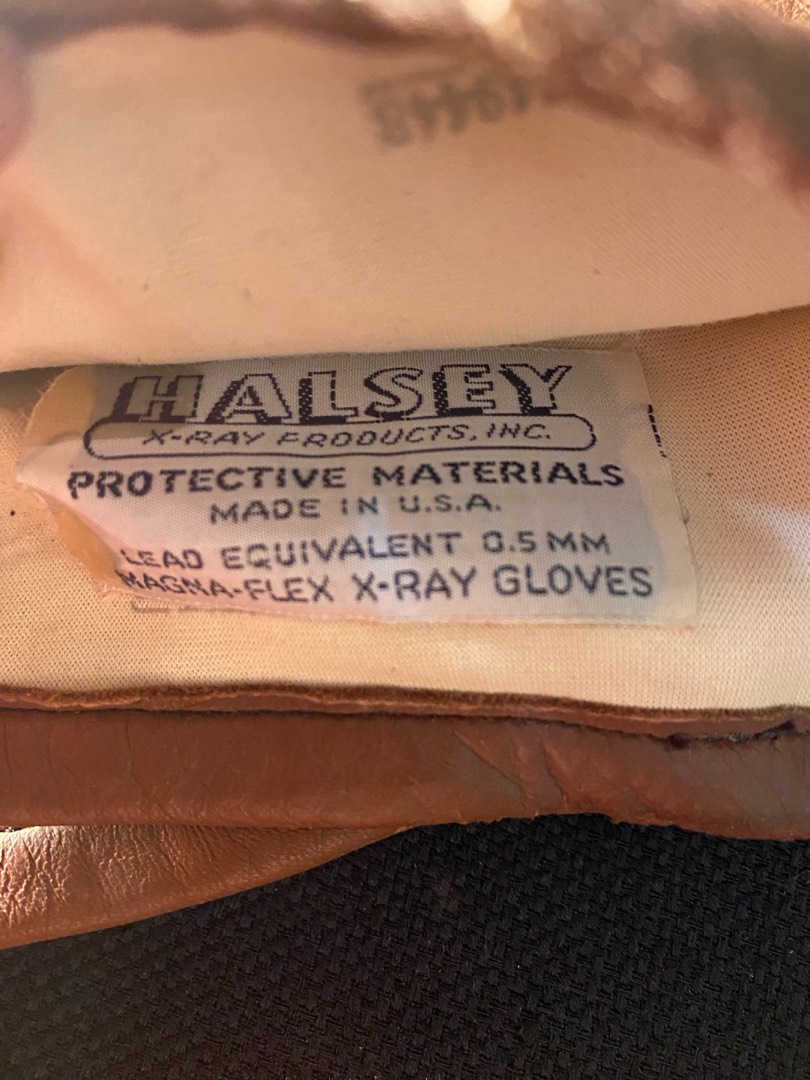 HALSEY
X-RAY PRODUCTS, INC.
PROTECTIVE MATERIALS
MADE IN U.S.A.
LEAD EQUIVALENT 0.5 MM
MAGNA-FLEX X-RAY GLOVES